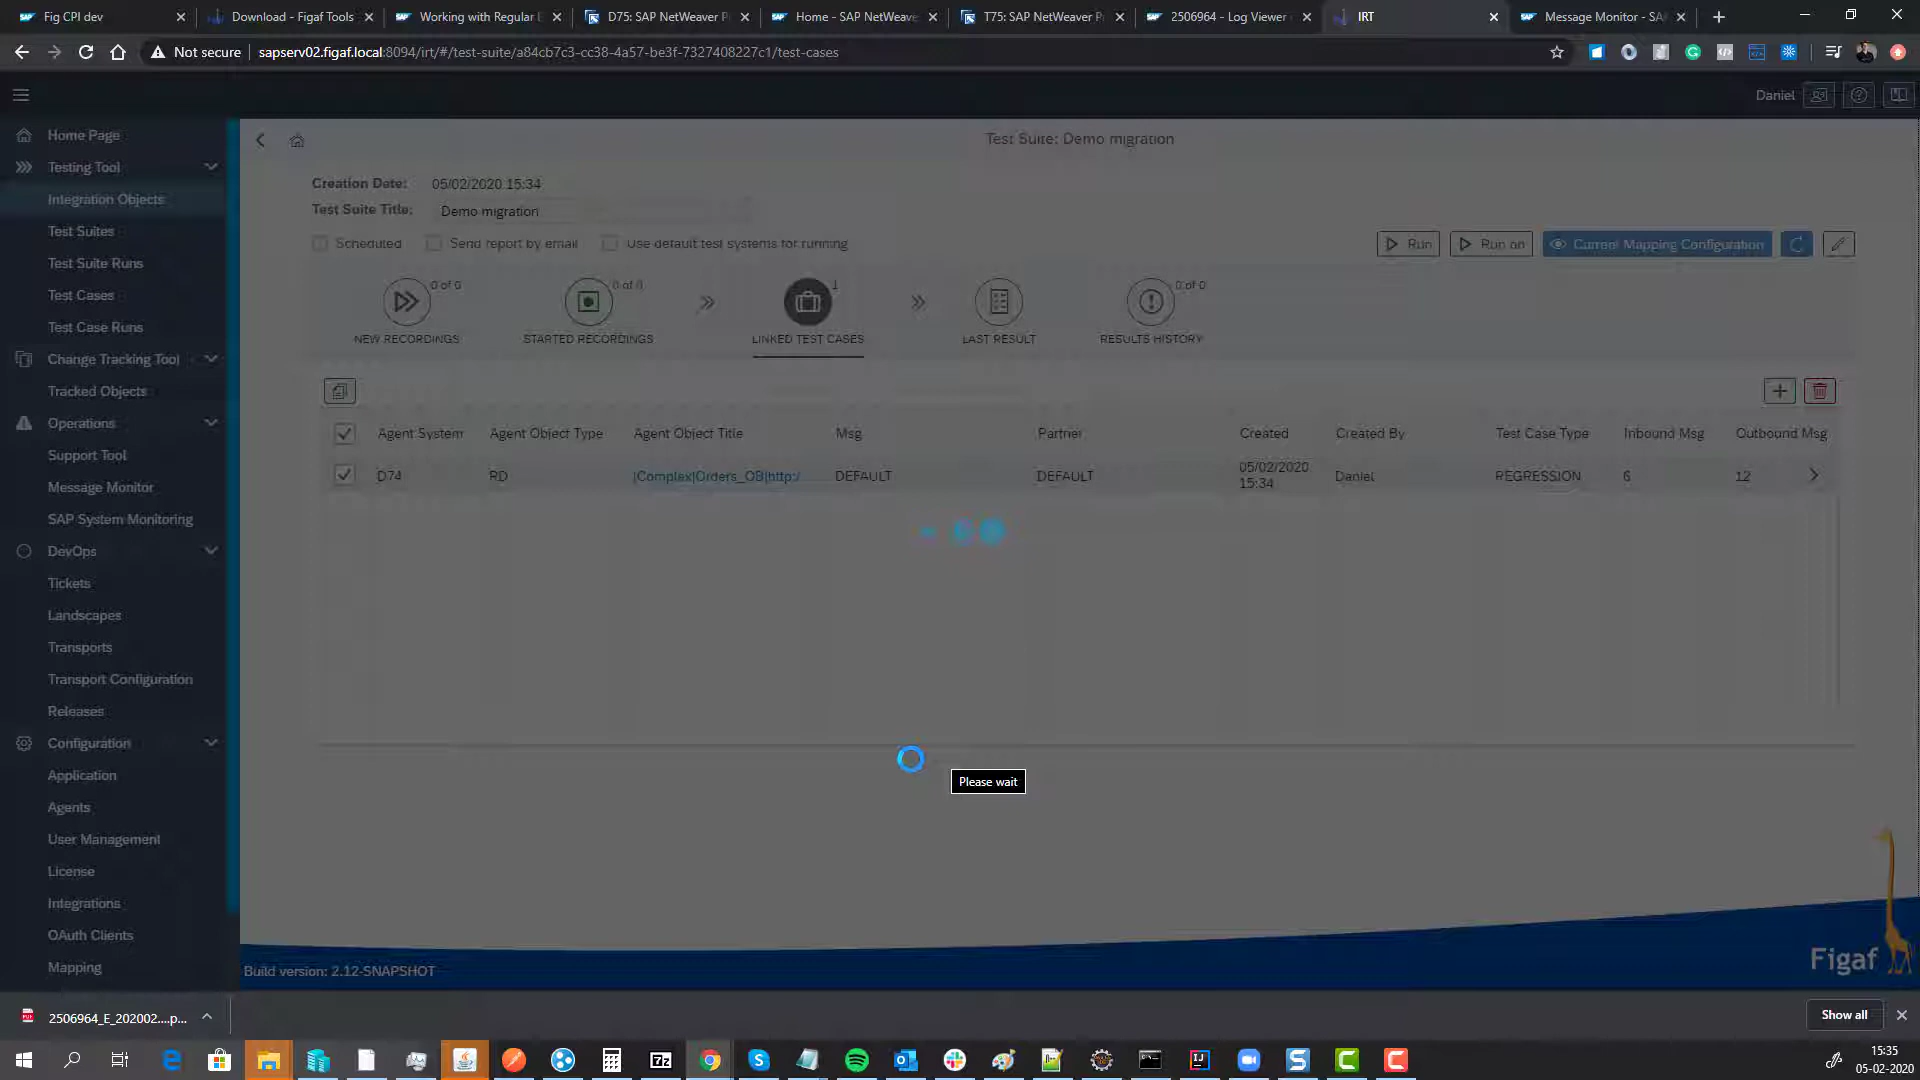 Fig CPI dev
Download - Figaf Tools
Working with Regular E
D75: SAP NetWeaver P
Home - SAP NetWeave
T75: SAP NetWeaver P
2506964 - Log Viewer
IRT
Message Monitor - SA
Not secure
sapserv02.figaf.local:8094/irt/#/test-suite/a84cb7c3-cc38-4a57-be3f-7327408227c1/test-cases
Daniel
Home Page
Testing Tool
Integration Objects
Test Suites
Test Suite Runs
Test Cases
Test Case Runs
Change Tracking Tool
Tracked Objects
Operations
Support Tool
Message Monitor
SAP System Monitoring
DevOps
Tickets
Landscapes
Transports
Transport Configuration
Releases
Configuration
Application
Agents
User Management
License
Integrations
OAuth Clients
Mapping
Test Suite: Demo migration
Creation Date: 05/02/2020 15:34
Test Suite Title: Demo migration
Scheduled Send report by email Use default test systems for running
Run Run on Current Mapping Configuration
0 of 0 0 of 0 1 0 of 0
NEW RECORDINGS STARTED RECORDINGS LINKED TEST CASES LAST RESULT RESULTS HISTORY
Agent System Agent Object Type Agent Object Title Msg Partner Created Created By Test Case Type Inbound Msg Outbound Msg
D74 RD |Complex|Orders_OB|http:/ DEFAULT DEFAULT 05/02/2020 15:34 Daniel REGRESSION 6 12
Please wait
Build version: 2.12-SNAPSHOT
Figaf
2506964_E_202002....p...
Show all
15:35
05-02-2020